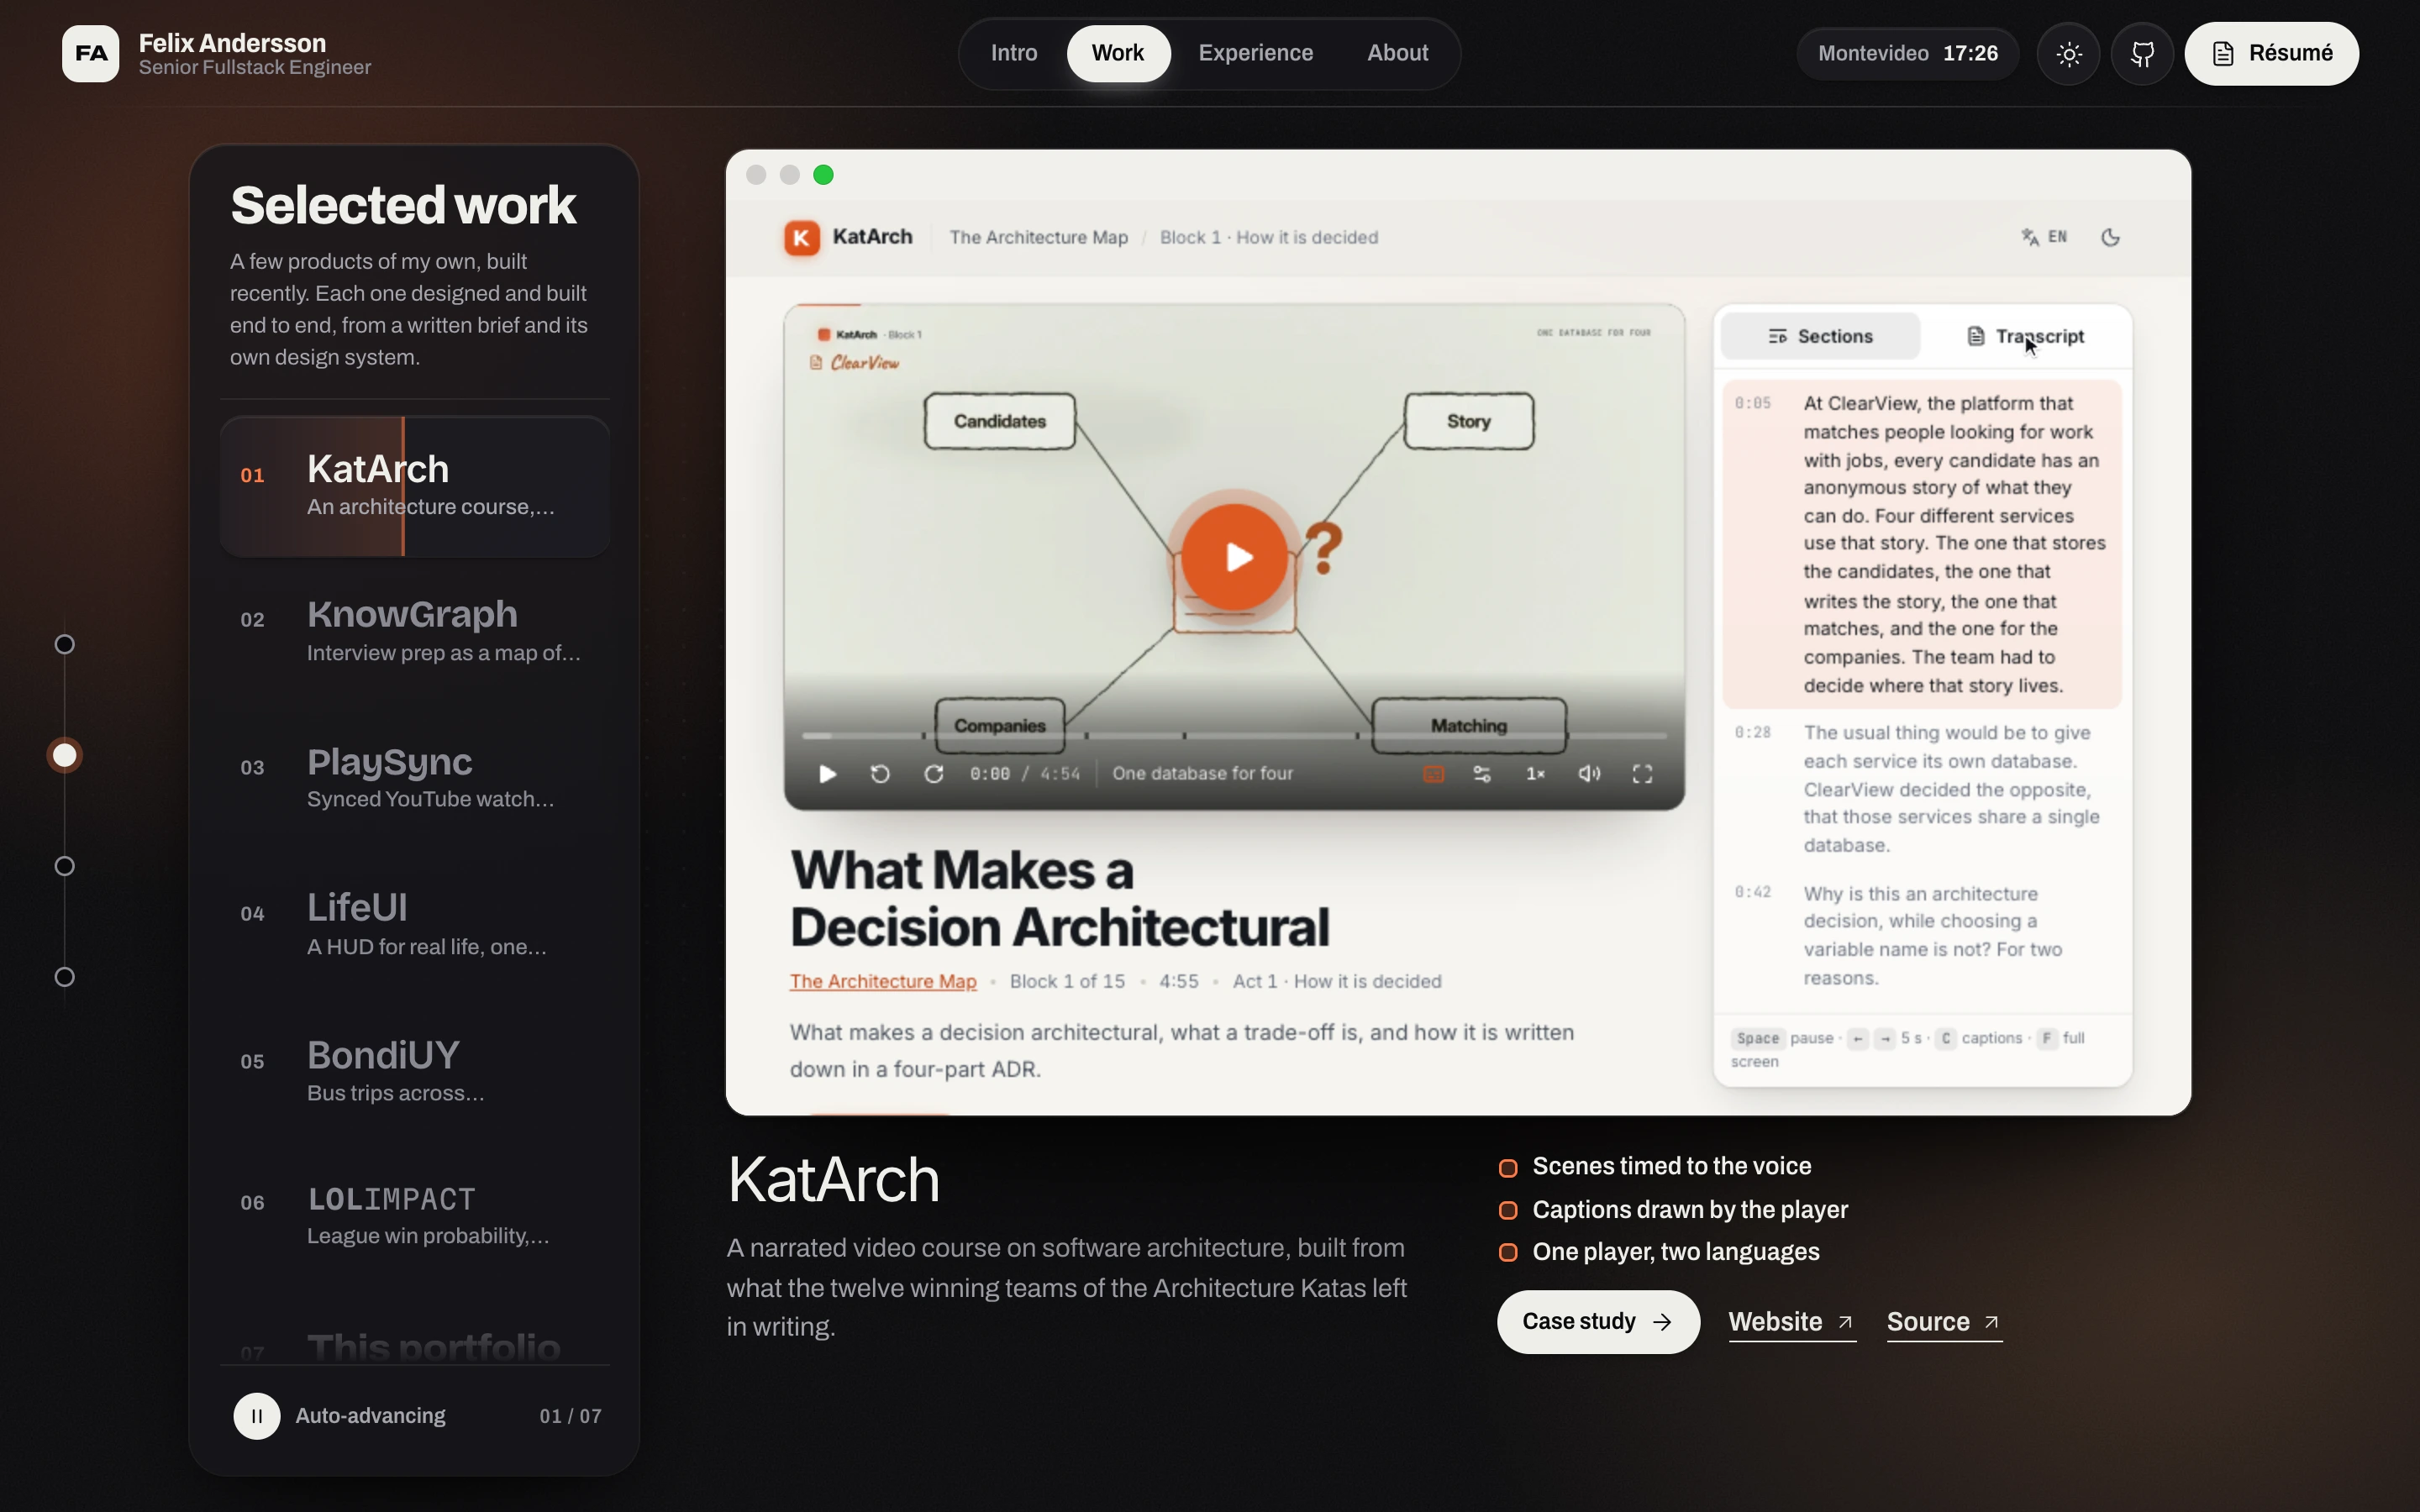 FA
Felix Andersson
Senior Fullstack Engineer
Intro
Work
Experience
About
Montevideo 17:26
Résumé
Selected work
A few products of my own, built
recently. Each one designed and built
end to end, from a written brief and its
own design system.
01
KatArch
An architecture course,...
02
KnowGraph
Interview prep as a map of...
03
PlaySync
Synced YouTube watch...
04
LifeUI
A HUD for real life, one...
05
BondiUY
Bus trips across...
06
LOLIMPACT
League win probability,...
07
This portfolio
Auto-advancing
01 / 07
K KatArch
The Architecture Map / Block 1 · How it is decided
EN
KatArch · Block 1
ONE DATABASE FOR FOUR
ClearView
Candidates
Story
?
Companies
Matching
0:00 / 4:54
One database for four
1×
Sections
Transcript
0:05
At ClearView, the platform that
matches people looking for work
with jobs, every candidate has an
anonymous story of what they
can do. Four different services
use that story. The one that stores
the candidates, the one that
writes the story, the one that
matches, and the one for the
companies. The team had to
decide where that story lives.
0:28
The usual thing would be to give
each service its own database.
ClearView decided the opposite,
that those services share a single
database.
0:42
Why is this an architecture
decision, while choosing a
variable name is not? For two
reasons.
Space pause · ← → 5 s · C captions · F full
screen
What Makes a
Decision Architectural
The Architecture Map • Block 1 of 15 • 4:55 • Act 1 · How it is decided
What makes a decision architectural, what a trade-off is, and how it is written
down in a four-part ADR.
KatArch
A narrated video course on software architecture, built from
what the twelve winning teams of the Architecture Katas left
in writing.
Scenes timed to the voice
Captions drawn by the player
One player, two languages
Case study →
Website ↗
Source ↗